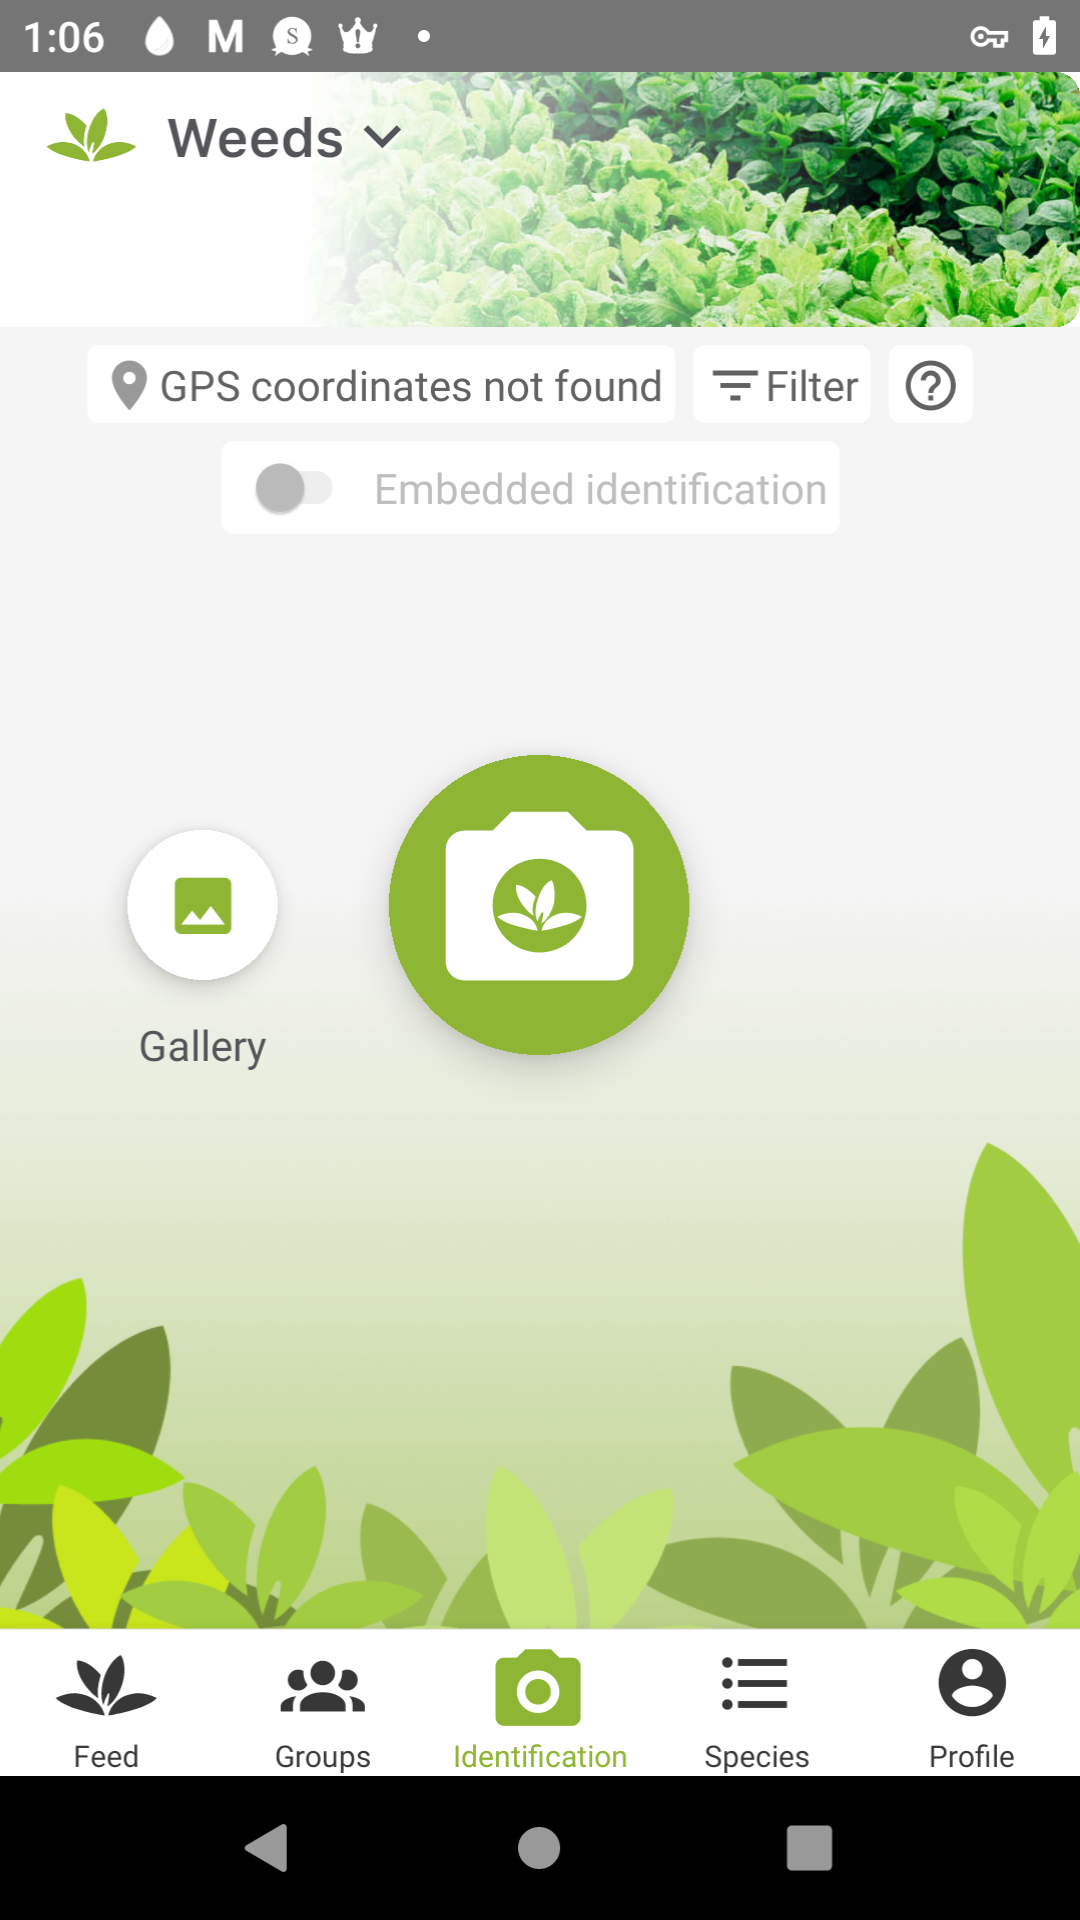 1:06
Weeds
GPS coordinates not found
Filter
Embedded identification
Gallery
Feed
Groups
Identification
Species
Profile